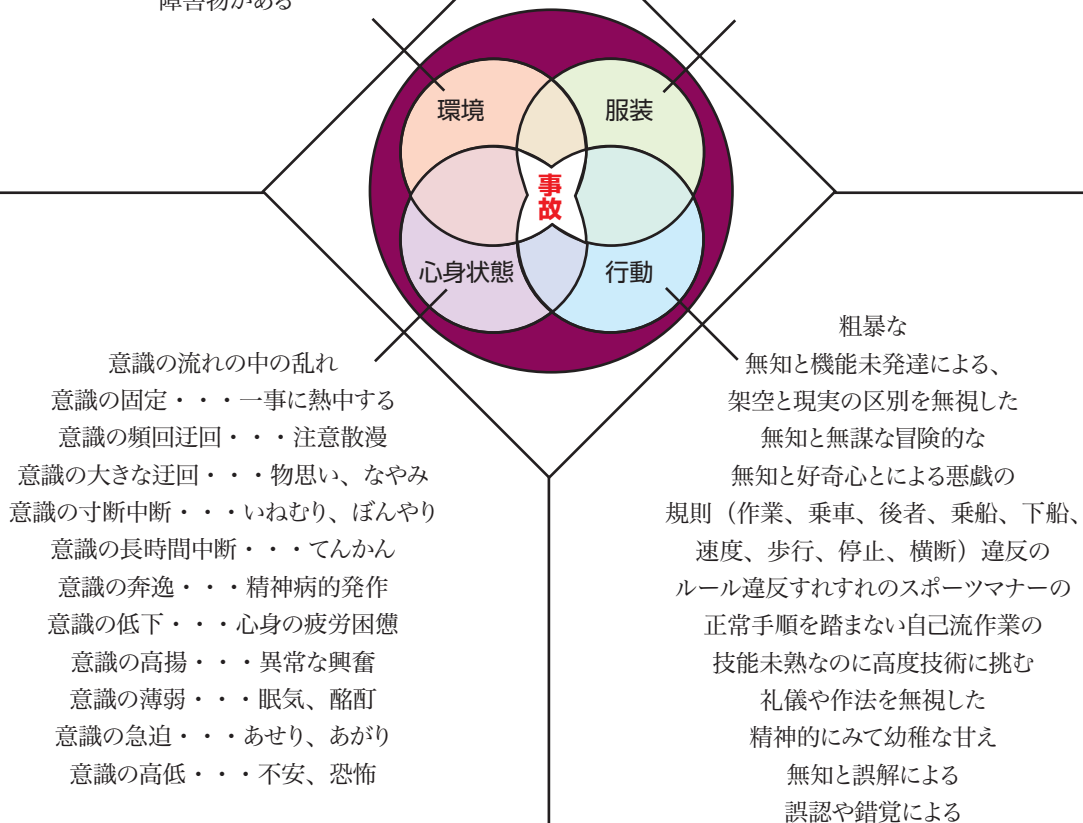 障害物がある
環境
服装
事故
心身状態
行動
意識の流れの中の乱れ
意識の固定・・・一事に熱中する
意識の頻回迂回・・・注意散漫
意識の大きな迂回・・・物思い、なやみ
意識の寸断中断・・・いねむり、ぼんやり
意識の長時間中断・・・てんかん
意識の奔逸・・・精神病的発作
意識の低下・・・心身の疲労困憊
意識の高揚・・・異常な興奮
意識の薄弱・・・眠気、酩酊
意識の急迫・・・あせり、あがり
意識の高低・・・不安、恐怖
粗暴な
無知と機能未発達による、
架空と現実の区別を無視した
無知と無謀な冒険的な
無知と好奇心とによる悪戯の
規則（作業、乗車、後者、乗船、下船、
速度、歩行、停止、横断）違反の
ルール違反すれすれのスポーツマナーの
正常手順を踏まない自己流作業の
技能未熟なのに高度技術に挑む
礼儀や作法を無視した
精神的にみて幼稚な甘え
無知と誤解による
誤認や錯覚による